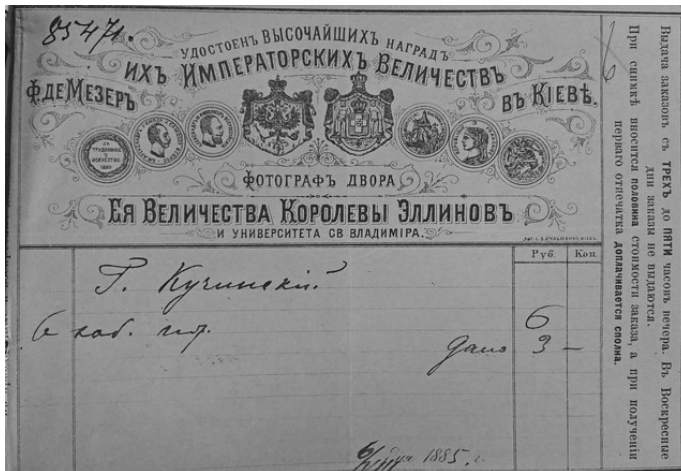 85471.
УДОСТОЕНЪ ВЫСОЧАЙШИХЪ НАГРАДЪ
ИХЪ ИМПЕРАТОРСКИХЪ ВЕЛИЧЕСТВЪ
Ф. ДЕ МЕЗЕРЪ
ВЪ КІЕВѢ.
ФОТОГРАФЪ ДВОРА
ЕЯ ВЕЛИЧЕСТВА КОРОЛЕВЫ ЭЛЛИНОВЪ
И УНИВЕРСИТЕТА СВ ВЛАДИМІРА.
Руб. Коп
Г. Кучинскій.
6 каб. 6
дано 3 —
1885. г.
Выдача заказовъ съ ТРЕХЪ до ПЯТИ часовъ вечера. Въ Воскресные
дни заказы не выдаются.
При снимкѣ вносится половина стоимости заказа, а при полученіи
перваго отпечатка доплачивается сполна.